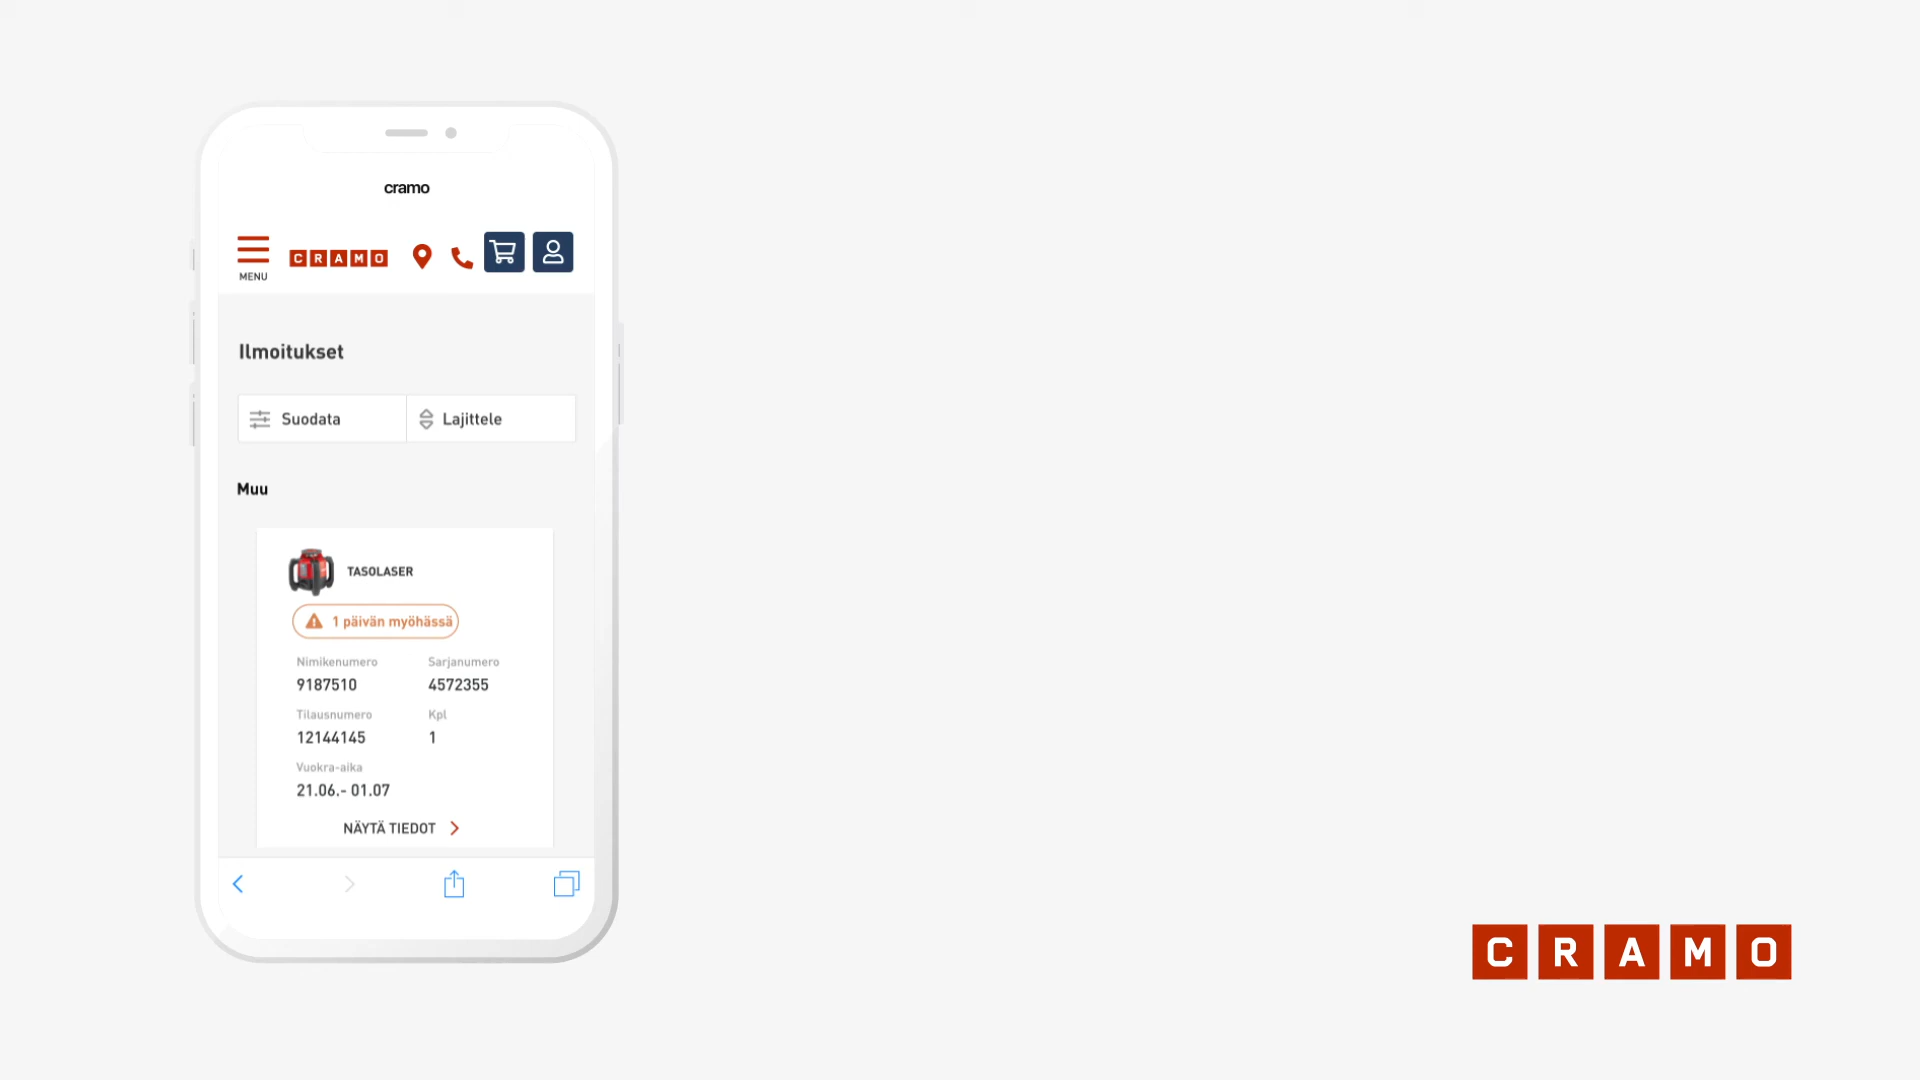 cramo
MENU
CRAMO
Ilmoitukset
Suodata
Lajittele
Muu
TASOLASER
1 päivän myöhässä
Nimikenumero
Sarjanumero
9187510
4572355
Tilausnumero
Kpl
12144145
1
Vuokra-aika
21.06.- 01.07
NÄYTÄ TIEDOT
CRAMO